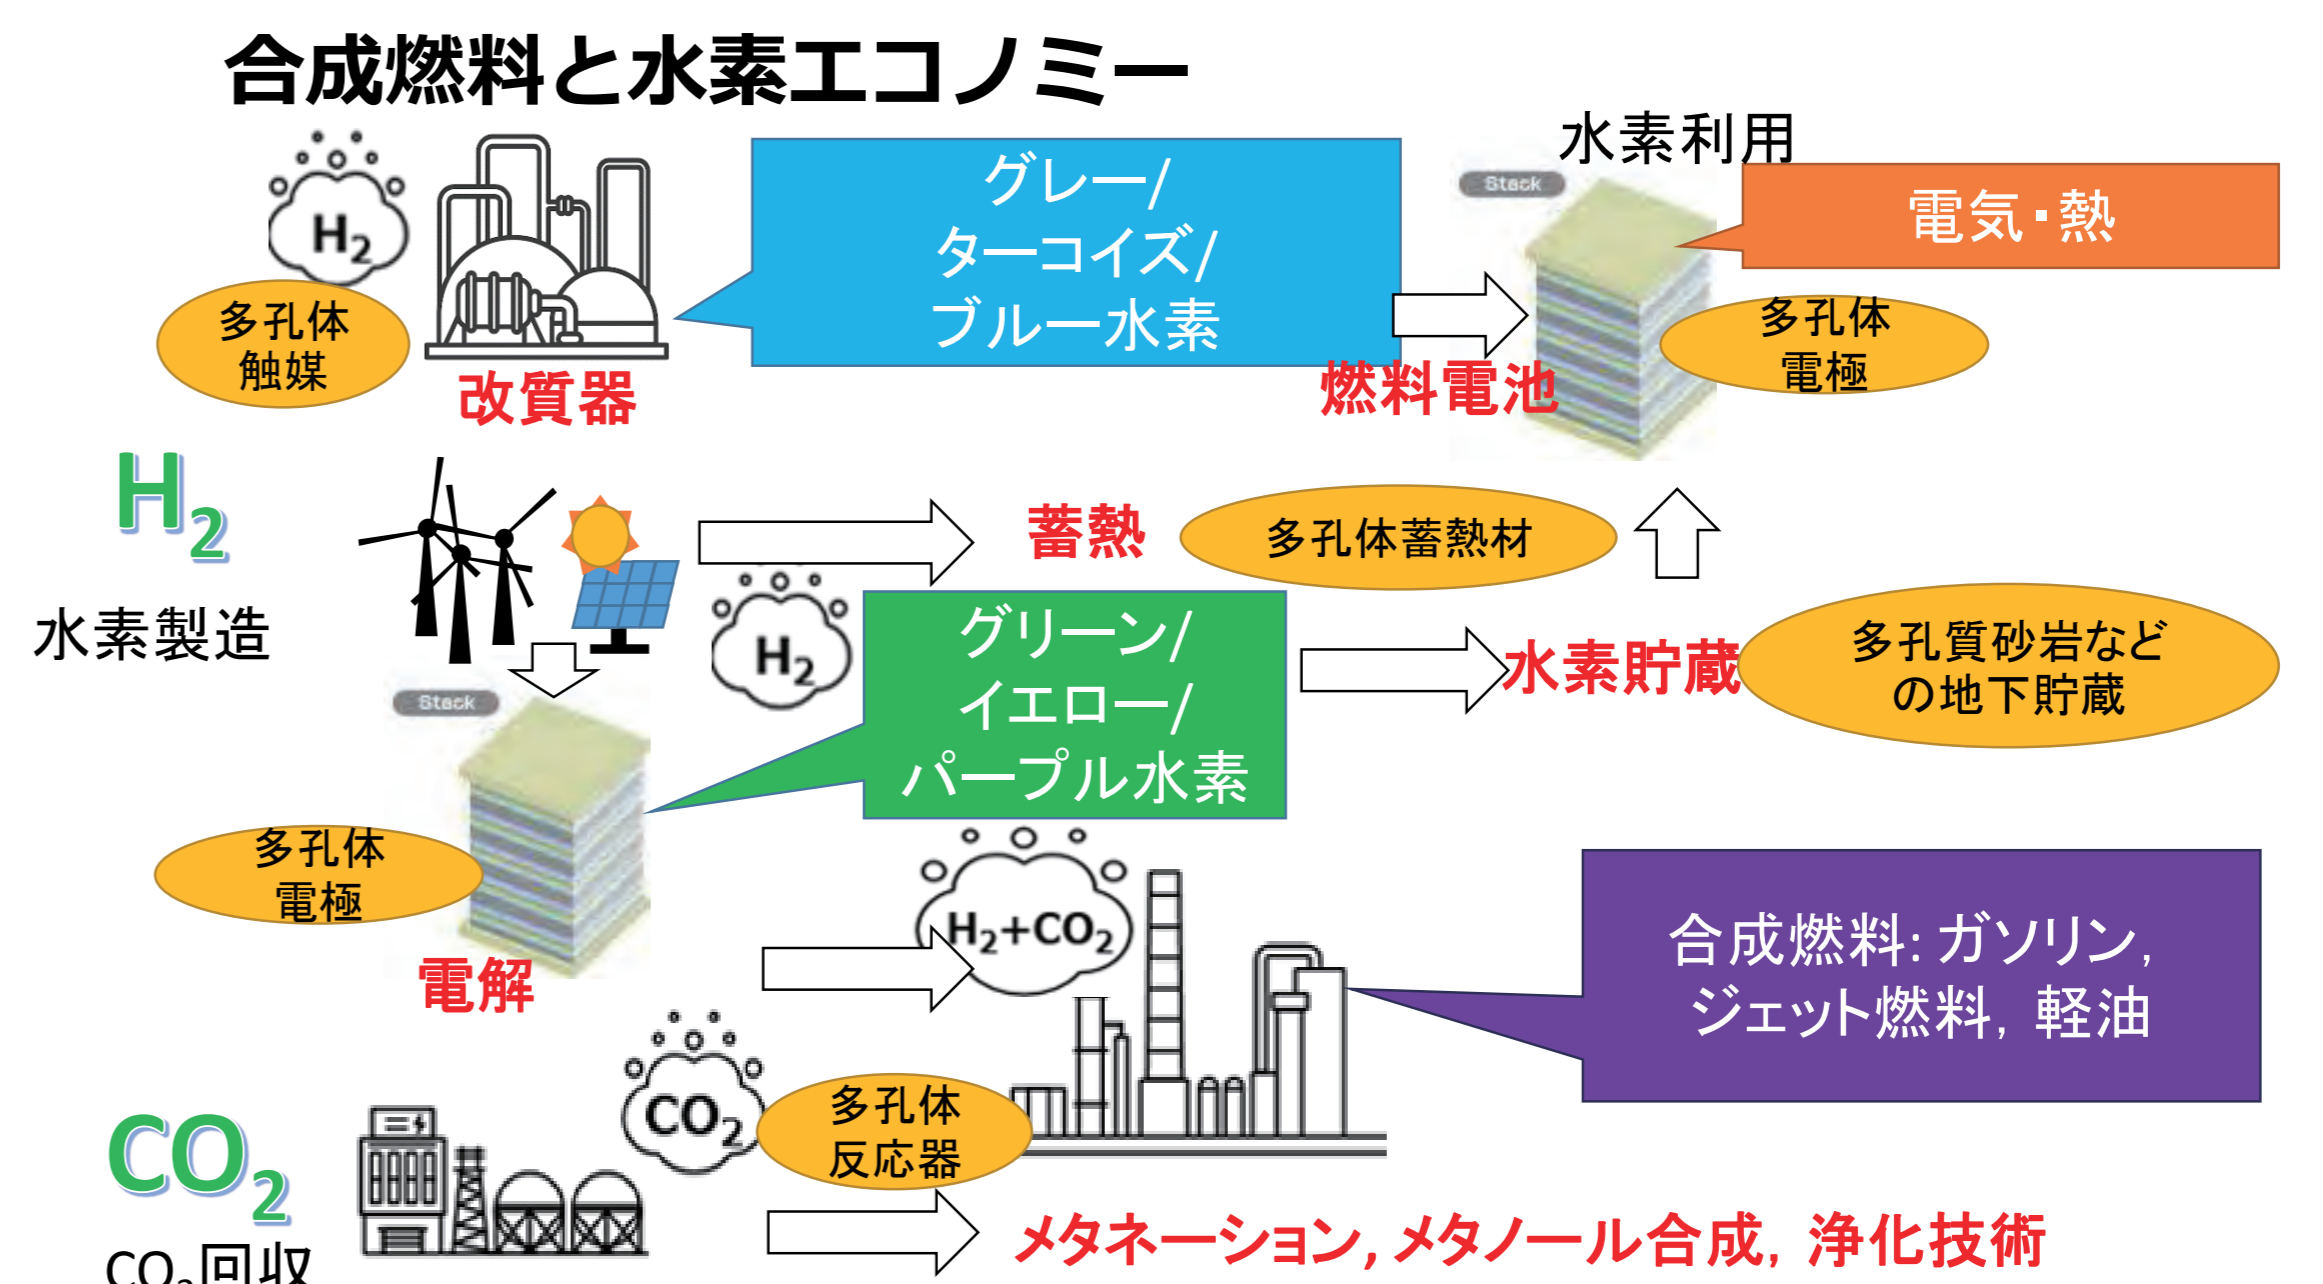 合成燃料と水素エコノミー
水素利用
H₂
グレー/
ターコイズ/
ブルー水素
Stack
電気・熱
多孔体
触媒
改質器
燃料電池
多孔体
電極
H₂
水素製造
蓄熱
多孔体蓄熱材
H₂
グリーン/
イエロー/
パープル水素
水素貯蔵
多孔質砂岩など
の地下貯蔵
Stack
多孔体
電極
電解
H₂+CO₂
合成燃料: ガソリン,
ジェット燃料, 軽油
CO₂
多孔体
反応器
CO₂
CO₂回収
メタネーション, メタノール合成, 浄化技術